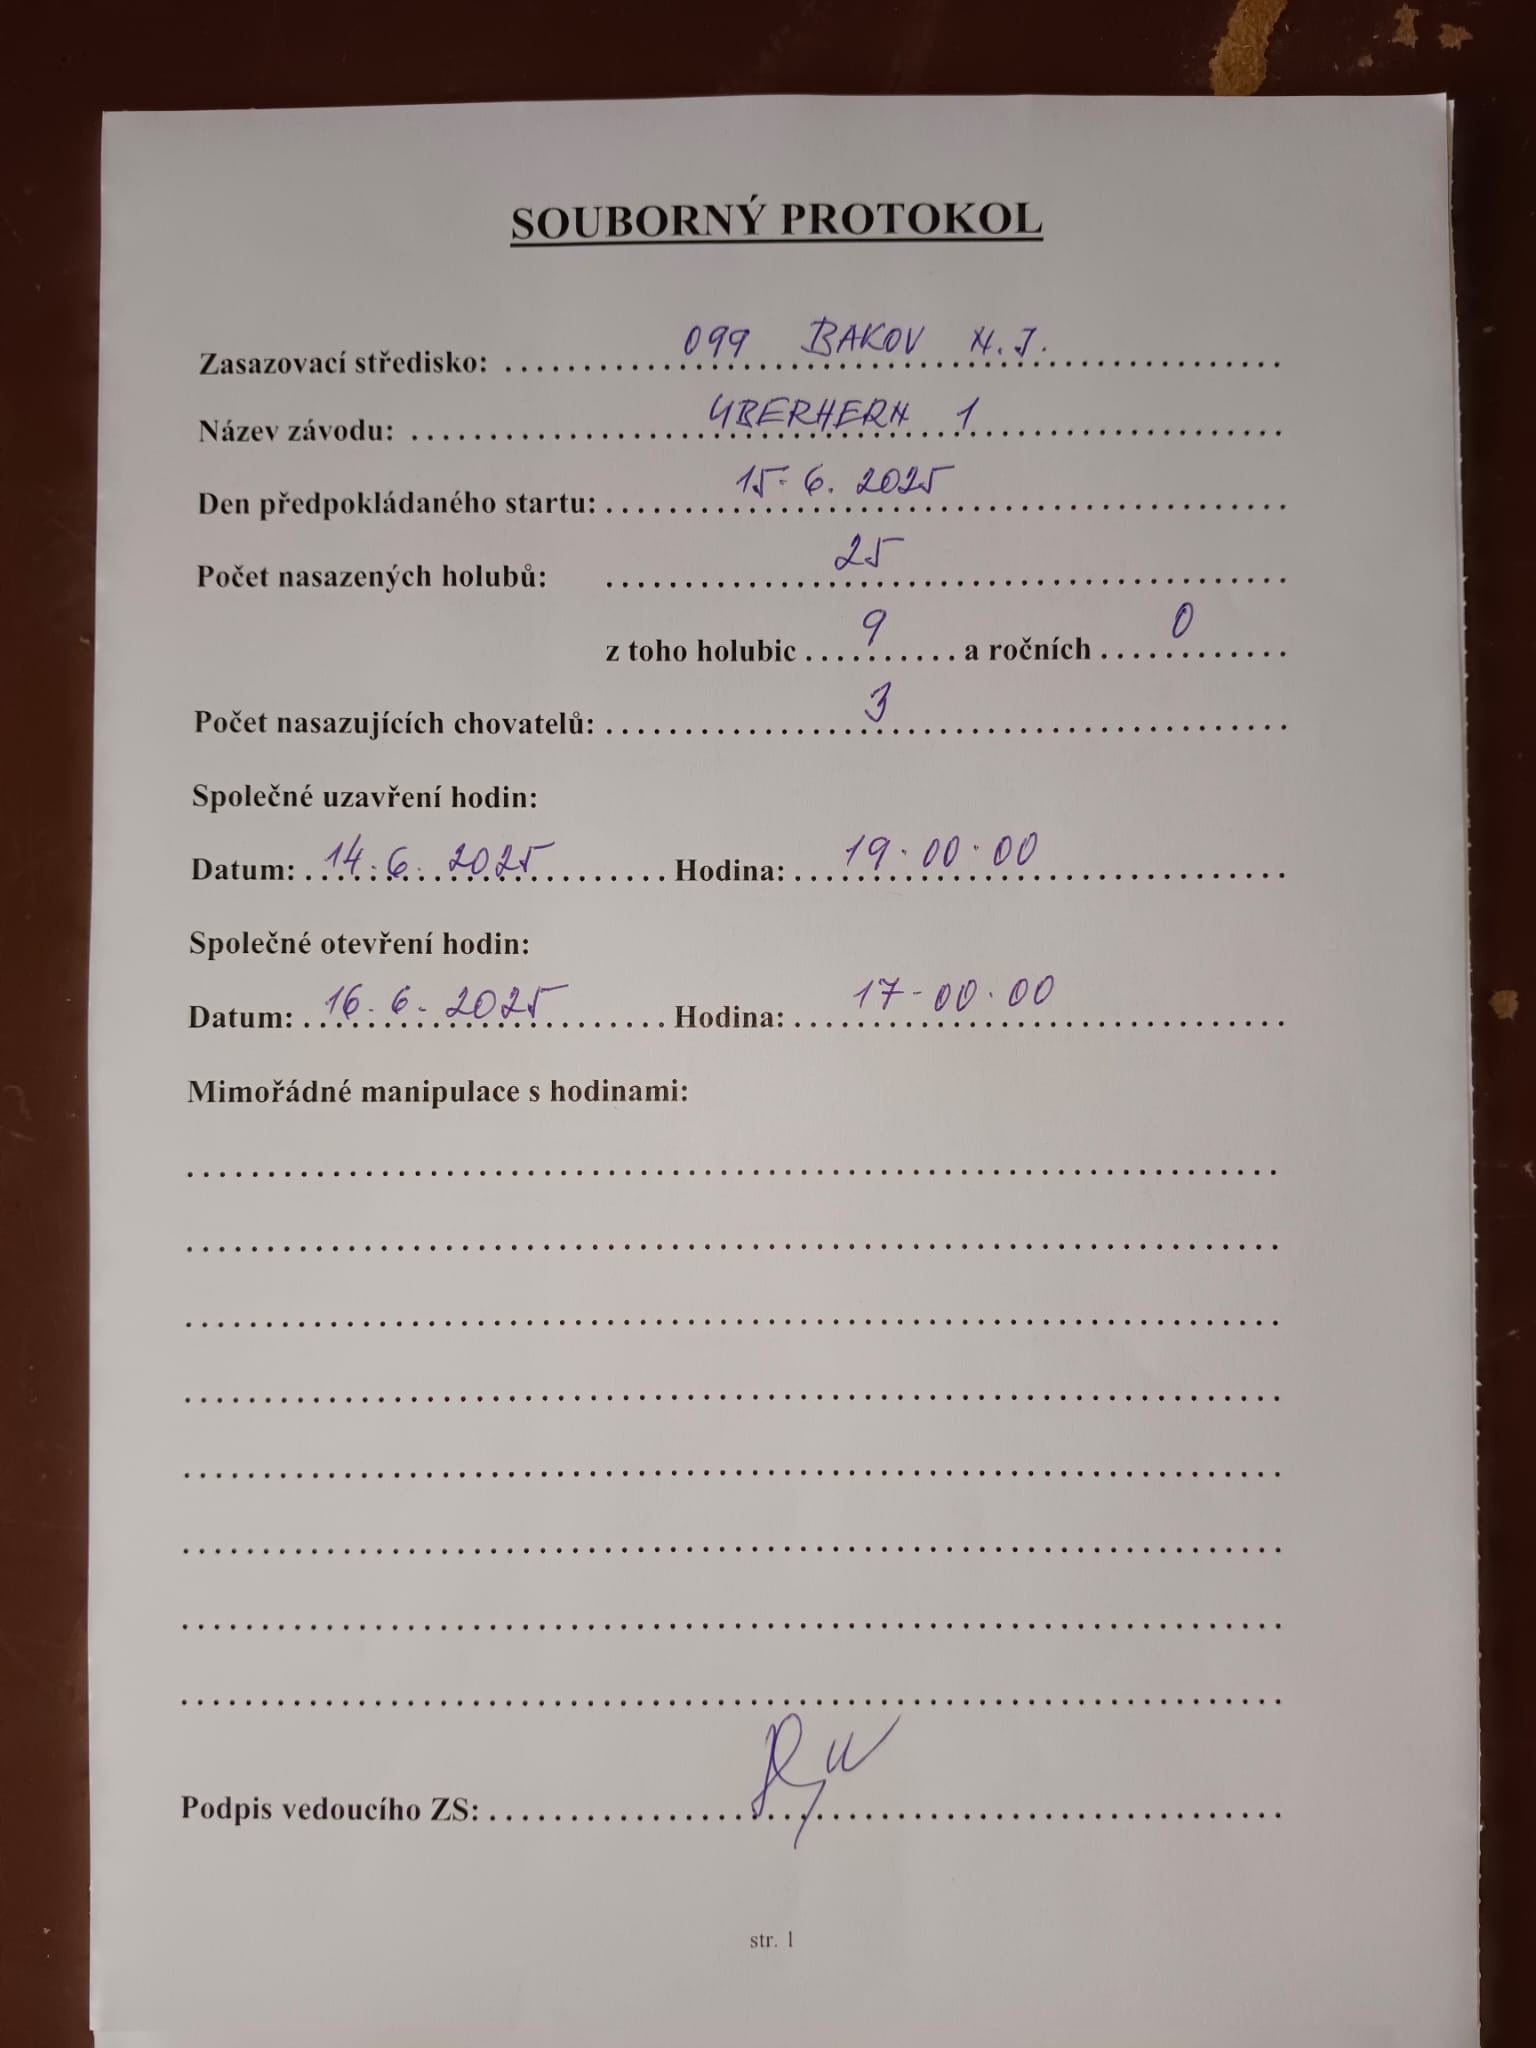 SOUBORNÝ PROTOKOL
Zasazovací středisko: 099 BAKOV N.J.
Název závodu: UBERHERN 1
Den předpokládaného startu: 15.6.2025
Počet nasazených holubů: 25
z toho holubic 9 a ročních 0
Počet nasazujících chovatelů: 3
Společné uzavření hodin:
Datum: 14.6.2025 Hodina: 19.00.00
Společné otevření hodin:
Datum: 16.6.2025 Hodina: 17-00.00
Mimořádné manipulace s hodinami:
Podpis vedoucího ZS:
str. 1